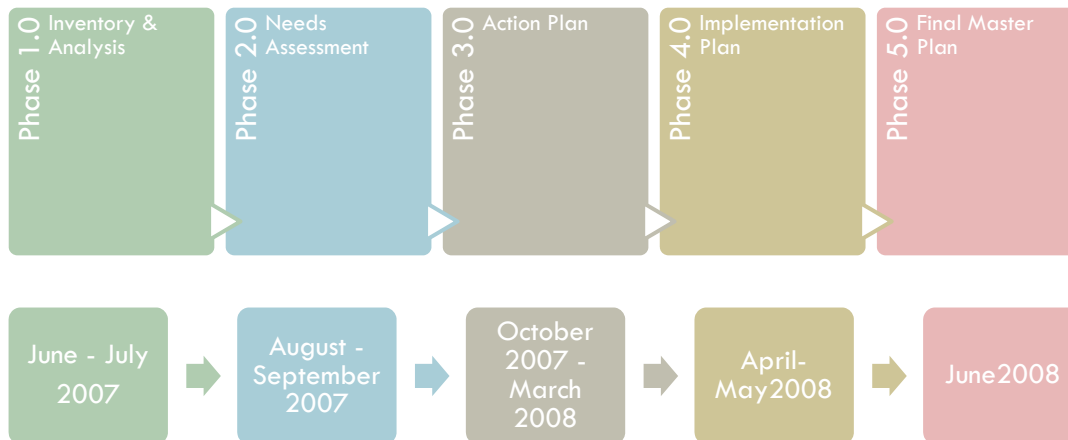 Phase 1.0
Inventory &
Analysis
Phase 2.0
Needs
Assessment
Phase 3.0
Action Plan
Phase 4.0
Implementation
Plan
Phase 5.0
Final Master
Plan
June - July
2007
August -
September
2007
October
2007 -
March
2008
April-
May2008
June2008